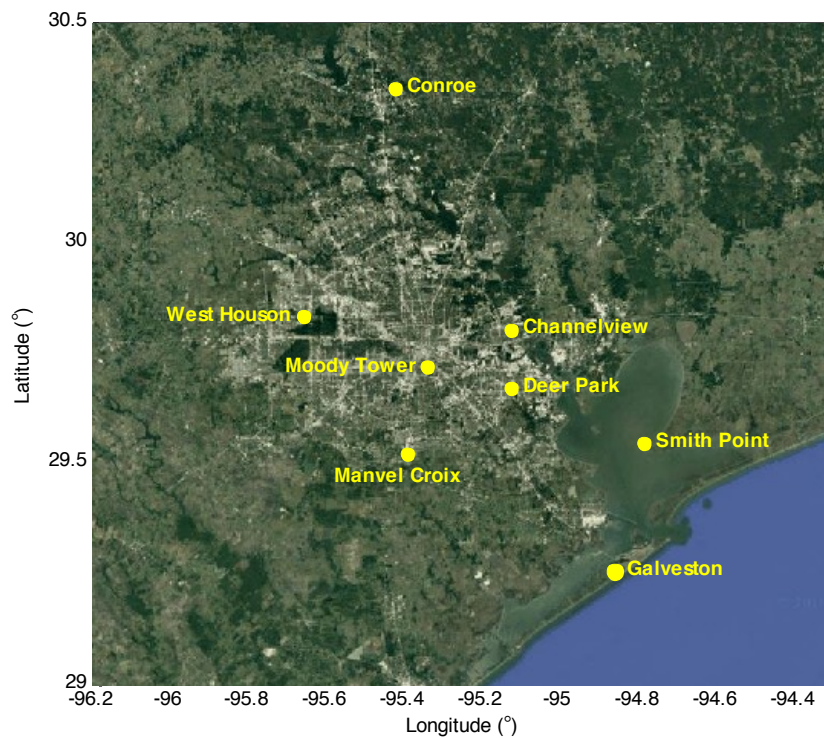 30.5
Conroe
30
West Houson
Channelview
Moody Tower
Deer Park
Latitude (°)
Smith Point
29.5
Manvel Croix
Galveston
29
-96.2 -96 -95.8 -95.6 -95.4 -95.2 -95 -94.8 -94.6 -94.4
Longitude (°)